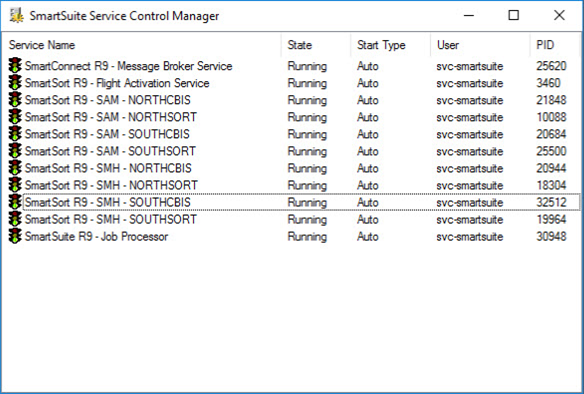 SmartSuite Service Control Manager
Service Name State Start Type User PID
SmartConnect R9 - Message Broker Service Running Auto svc-smartsuite 25620
SmartSort R9 - Flight Activation Service Running Auto svc-smartsuite 3460
SmartSort R9 - SAM - NORTHCBIS Running Auto svc-smartsuite 21848
SmartSort R9 - SAM - NORTHSORT Running Auto svc-smartsuite 10088
SmartSort R9 - SAM - SOUTHCBIS Running Auto svc-smartsuite 20684
SmartSort R9 - SAM - SOUTHSORT Running Auto svc-smartsuite 25500
SmartSort R9 - SMH - NORTHCBIS Running Auto svc-smartsuite 20944
SmartSort R9 - SMH - NORTHSORT Running Auto svc-smartsuite 18304
SmartSort R9 - SMH - SOUTHCBIS Running Auto svc-smartsuite 32512
SmartSort R9 - SMH - SOUTHSORT Running Auto svc-smartsuite 19964
SmartSuite R9 - Job Processor Running Auto svc-smartsuite 30948